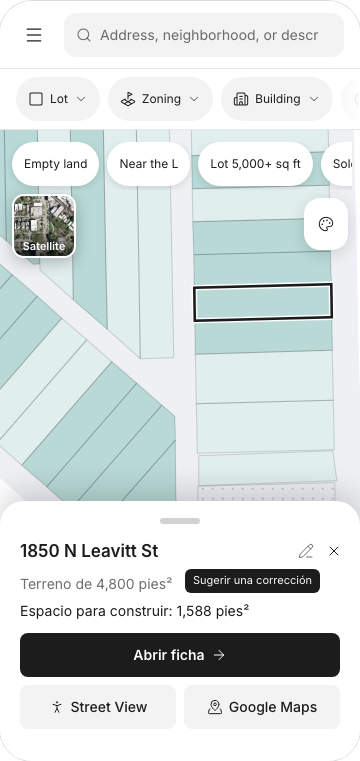 Address, neighborhood, or descr
Lot
Zoning
Building
Empty land
Near the L
Lot 5,000+ sq ft
Sol
Satellite
1850 N Leavitt St
Terreno de 4,800 pies²
Sugerir una corrección
Espacio para construir: 1,588 pies²
Abrir ficha →
Street View
Google Maps